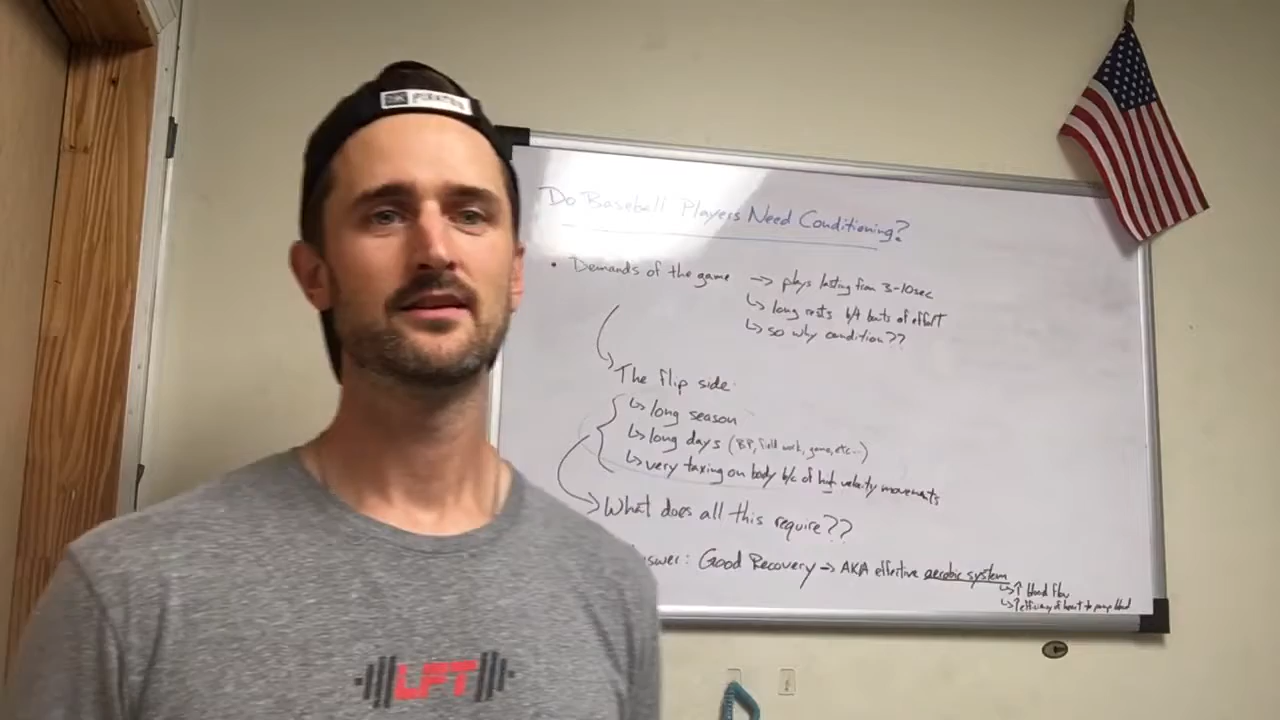 PIRATES
Do Baseball Players Need Conditioning?
• Demands of the game → plays lasting from 3-10sec
↳ long rests b/t bouts of effort
↳ so why condition??
The flip side:
↳ long season
↳ long days (BP, field work, game, etc...)
↳ very taxing on body b/c of high velocity movements
What does all this require??
swer: Good Recovery → AKA effective aerobic system
↳ ↑ blood flow
↳ ↑ efficiency of heart to pump blood
LFT